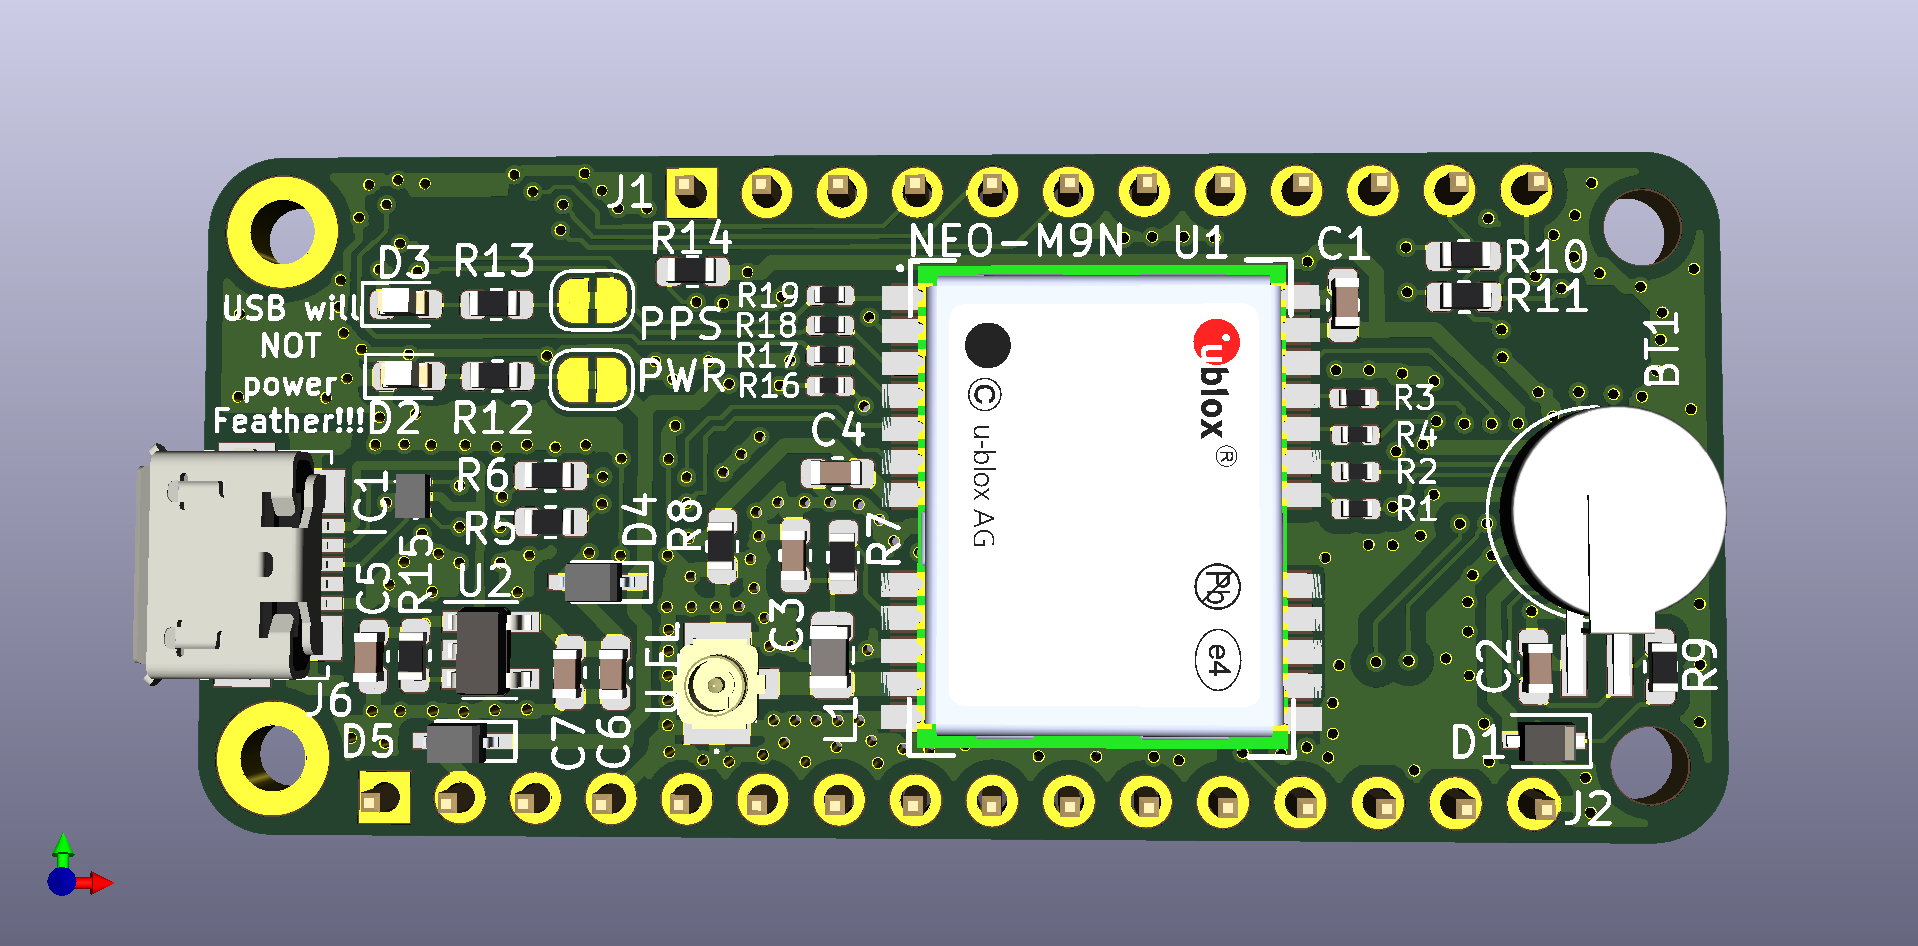 J1
R14
NEO-M9N
U1
C1
R10
R11
D3
R13
USB will
NOT
power
Feather!!!
PPS
PWR
D2
R12
R19
R18
R17
R16
BT1
R3
R4
R2
R1
C4
© u-blox AG
ublox®
Pb
e4
IC1
R6
R5
D4
R8
R7
C5
R15
U2
C3
U.FL
L1
J6
D5
C7
C6
C2
R9
D1
J2